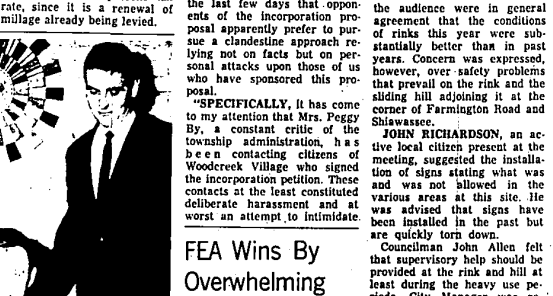 rate, since it is a renewal of
millage already being levied.
the last few days that oppon-
ents of the incorporation pro-
posal apparently prefer to pur-
sue a clandestine approach re-
lying not on facts but on per-
sonal attacks upon those of us
who have sponsored this pro-
posal.
"SPECIFICALLY, it has come
to my attention that Mrs. Peggy
By, a constant critic of the
township administration, has
been contacting citizens of
Woodcreek Village who signed
the incorporation petition. These
contacts at the least constituted
deliberate harassment and at
worst an attempt to intimidate.
FEA Wins By
Overwhelming
the audience were in general
agreement that the conditions
of rinks this year were sub-
stantially better than in past
years. Concern was expressed,
however, over safety problems
that prevail on the rink and the
sliding hill adjoining it at the
corner of Farmington Road and
Shiawassee.
JOHN RICHARDSON, an ac-
tive local citizen present at the
meeting, suggested the installa-
tion of signs stating what was
and was not allowed in the
various areas at this site. He
was advised that signs have
been installed in the past but
are quickly torn down.
Councilman John Allen felt
that supervisory help should be
provided at the rink and hill at
least during the heavy use pe-